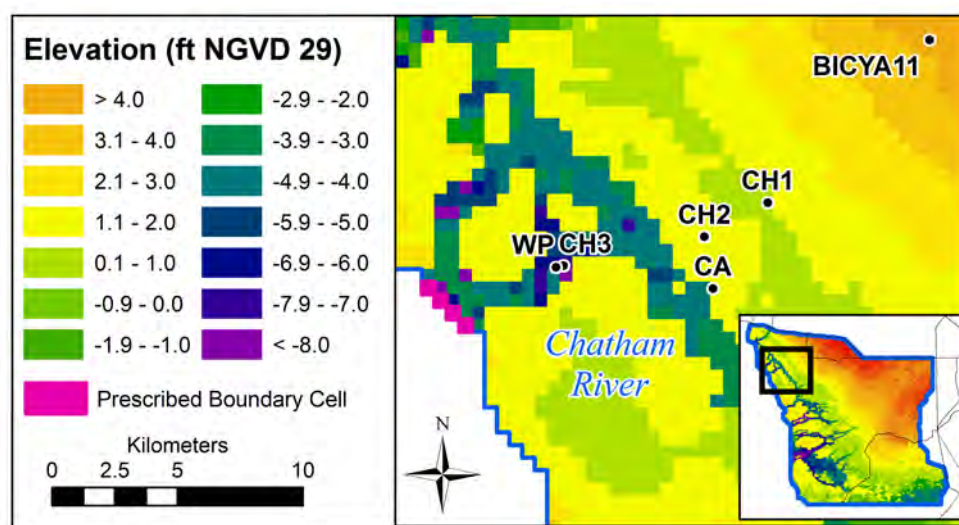 Elevation (ft NGVD 29)
> 4.0
3.1 - 4.0
2.1 - 3.0
1.1 - 2.0
0.1 - 1.0
-0.9 - 0.0
-1.9 - -1.0
-2.9 - -2.0
-3.9 - -3.0
-4.9 - -4.0
-5.9 - -5.0
-6.9 - -6.0
-7.9 - -7.0
< -8.0
Prescribed Boundary Cell
Kilometers
0 2.5 5 10
BICYA11
CH1
CH2
WP CH3
CA
Chatham
River
N